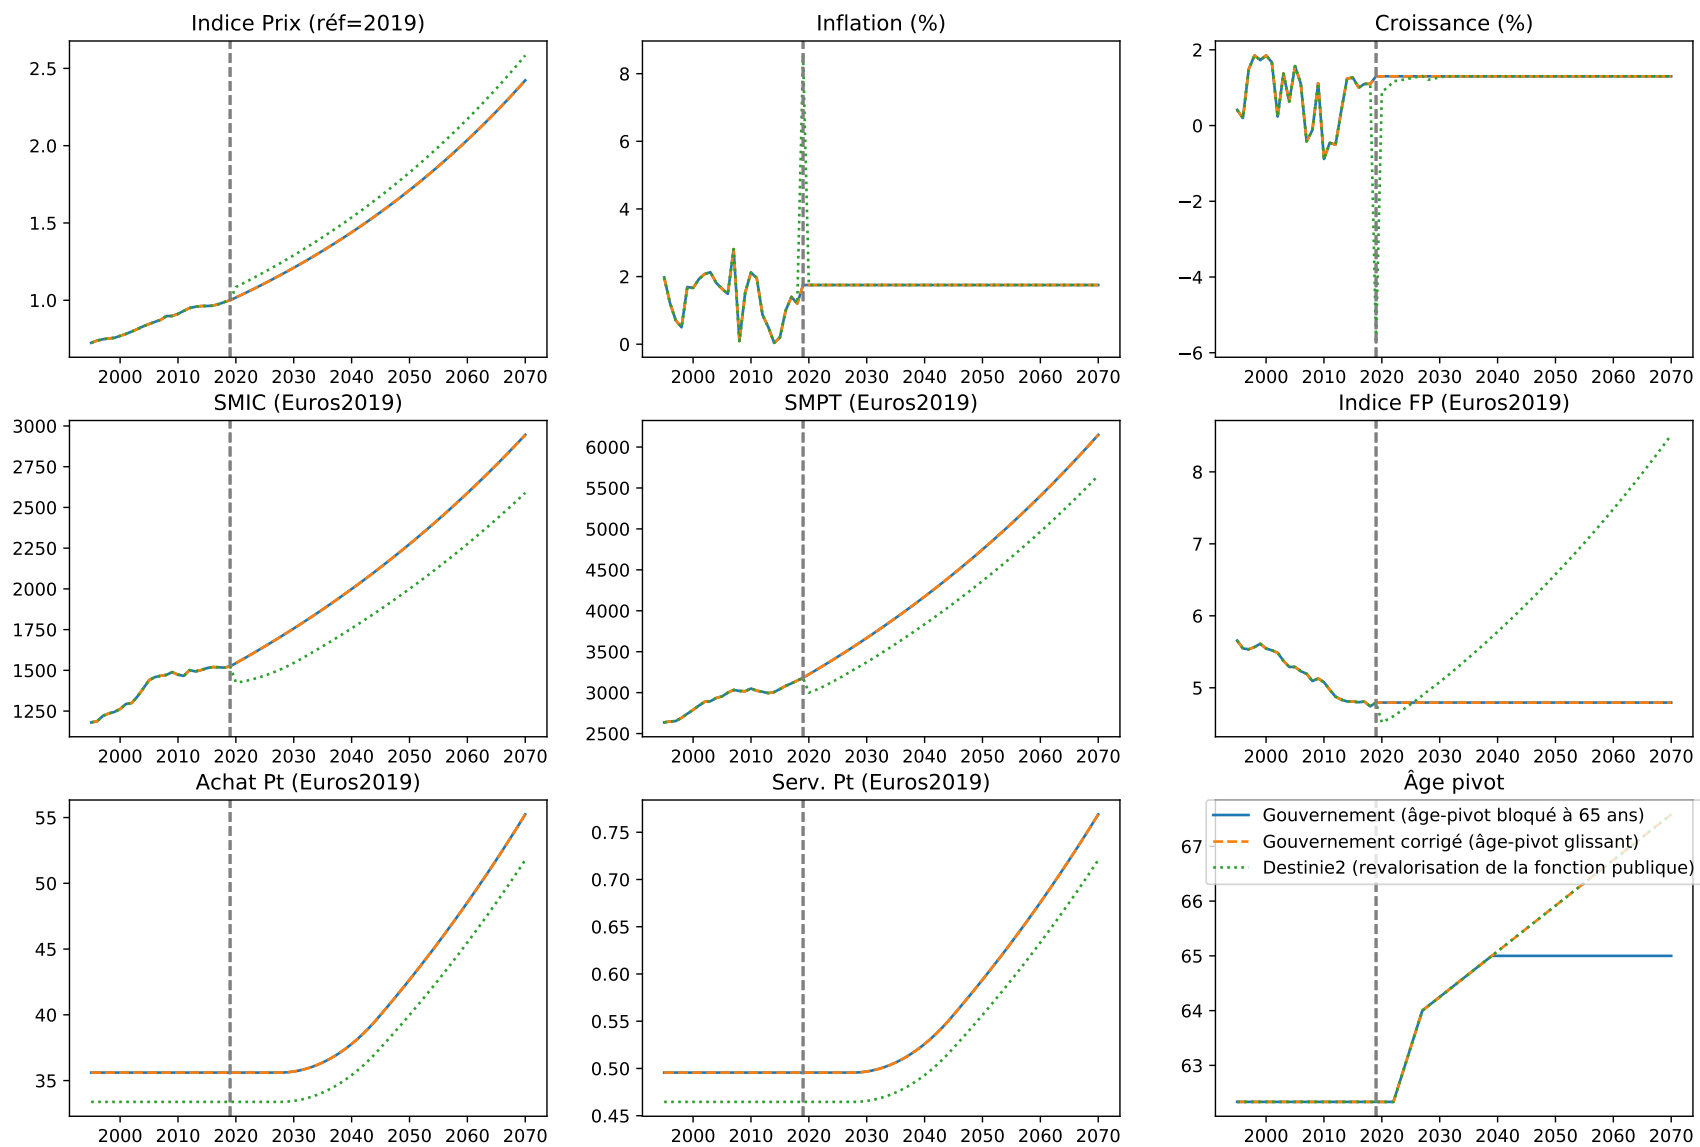 Indice Prix (réf=2019)
Inflation (%)
Croissance (%)
2.5
2.0
1.5
1.0
2000 2010 2020 2030 2040 2050 2060 2070
8
6
4
2
0
2000 2010 2020 2030 2040 2050 2060 2070
2
0
−2
−4
−6
2000 2010 2020 2030 2040 2050 2060 2070
SMIC (Euros2019)
SMPT (Euros2019)
Indice FP (Euros2019)
3000
2750
2500
2250
2000
1750
1500
1250
2000 2010 2020 2030 2040 2050 2060 2070
6000
5500
5000
4500
4000
3500
3000
2500
2000 2010 2020 2030 2040 2050 2060 2070
8
7
6
5
2000 2010 2020 2030 2040 2050 2060 2070
Achat Pt (Euros2019)
Serv. Pt (Euros2019)
Âge pivot
55
50
45
40
35
2000 2010 2020 2030 2040 2050 2060 2070
0.75
0.70
0.65
0.60
0.55
0.50
0.45
2000 2010 2020 2030 2040 2050 2060 2070
Gouvernement (âge-pivot bloqué à 65 ans)
Gouvernement corrigé (âge-pivot glissant)
Destinie2 (revalorisation de la fonction publique)
67
66
65
64
63
2000 2010 2020 2030 2040 2050 2060 2070